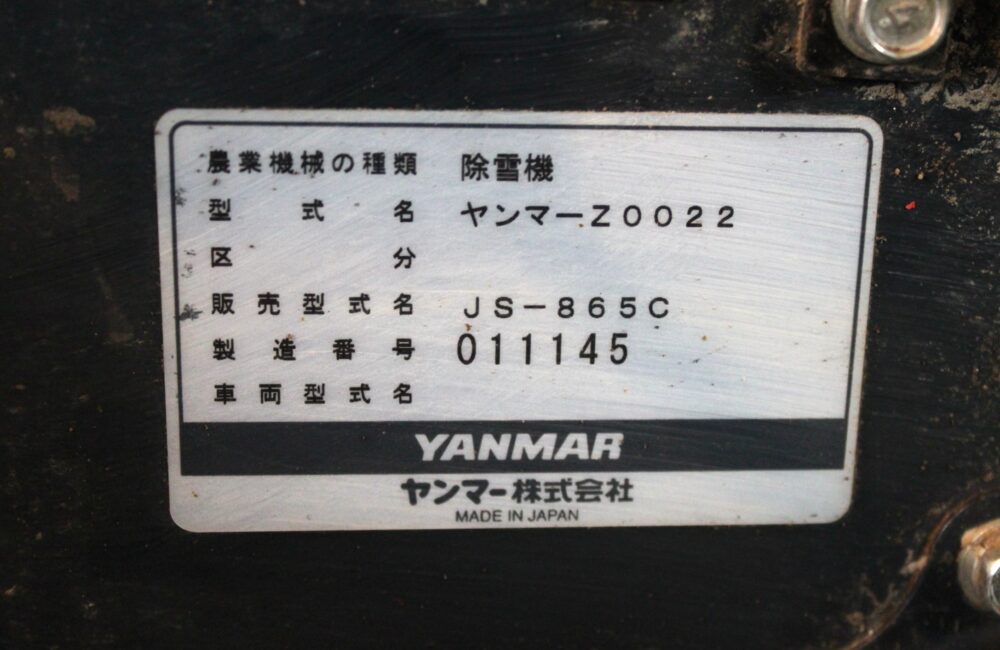 農業機械の種類 除雪機
型式名 ヤンマーZ0022
区分
販売型式名 JS-865C
製造番号 011145
車両型式名
YANMAR
ヤンマー株式会社
MADE IN JAPAN